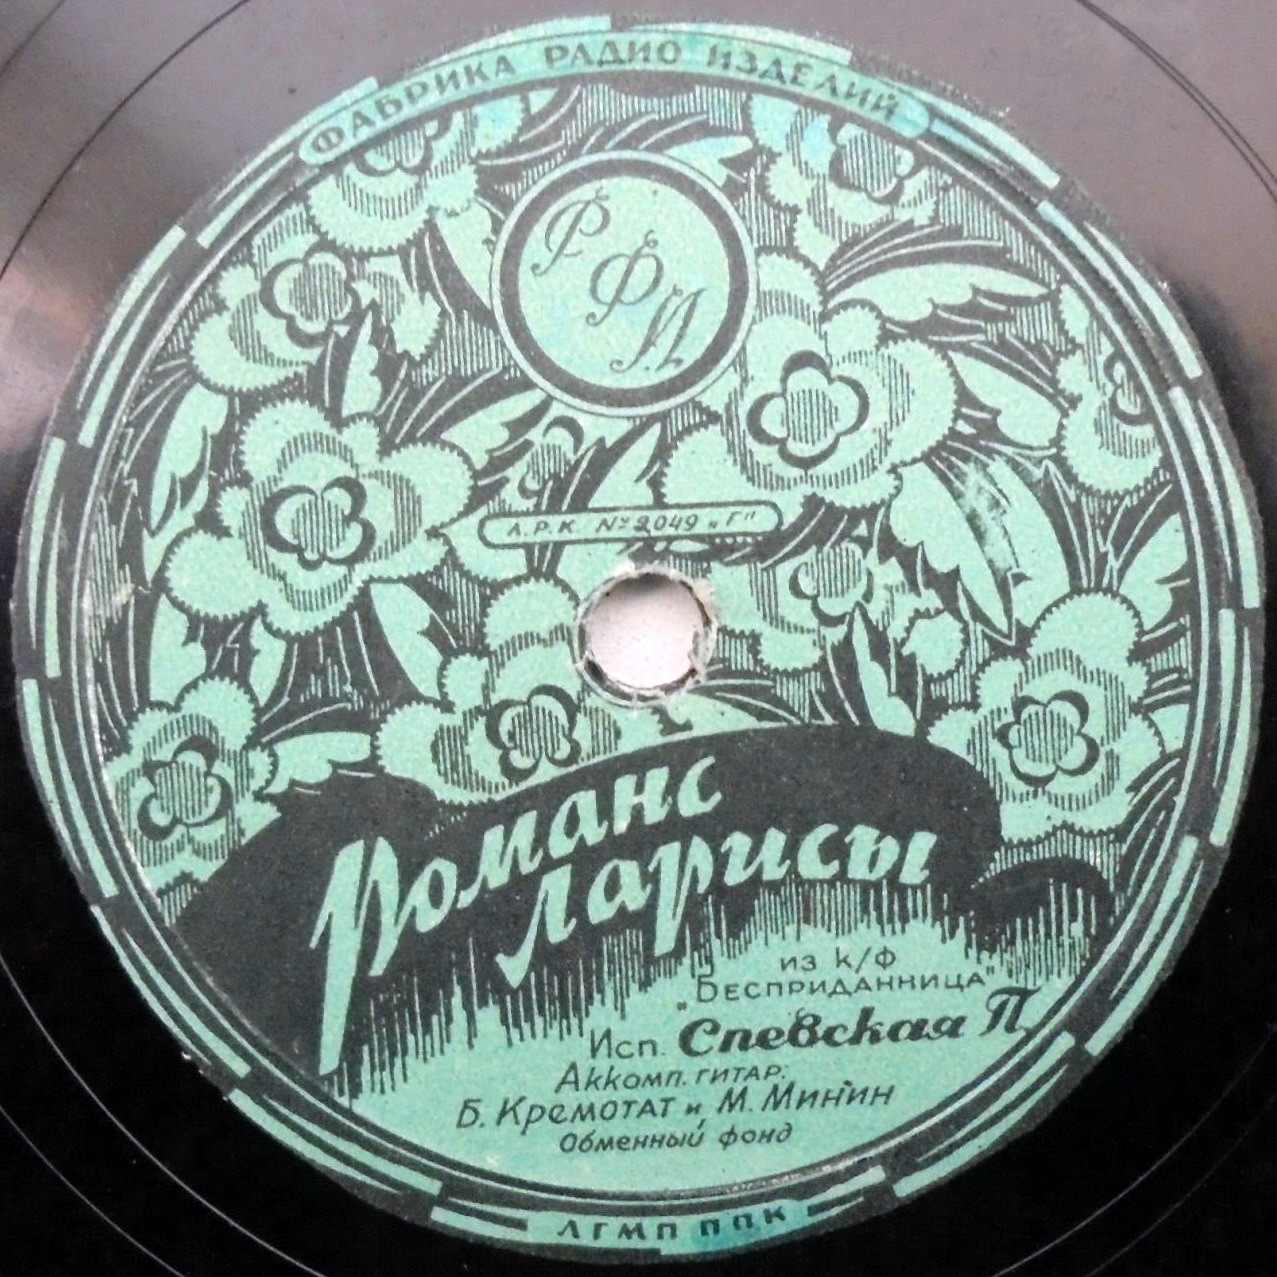 ФАБРИКА РАДИО ИЗДЕЛИЙ
Ф
Ф
И
А.Р.К. № 2049 „Г"
Романс
Ларисы
из к/ф
„Бесприданница"
Исп. Спевская П.
Аккомп. гитар.
Б. Кремотат и М. Минин
Обменный фонд
ЛГМП ППК